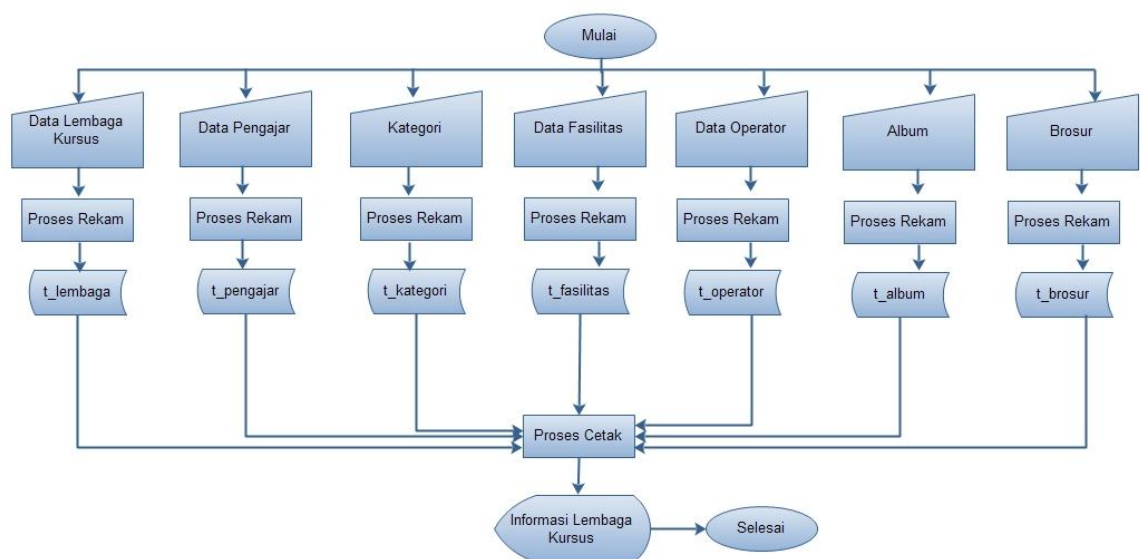 Mulai
Data Lembaga
Kursus
Data Pengajar
Kategori
Data Fasilitas
Data Operator
Album
Brosur
Proses Rekam
Proses Rekam
Proses Rekam
Proses Rekam
Proses Rekam
Proses Rekam
Proses Rekam
t_lembaga
t_pengajar
t_kategori
t_fasilitas
t_operator
t_album
t_brosur
Proses Cetak
Informasi Lembaga
Kursus
Selesai